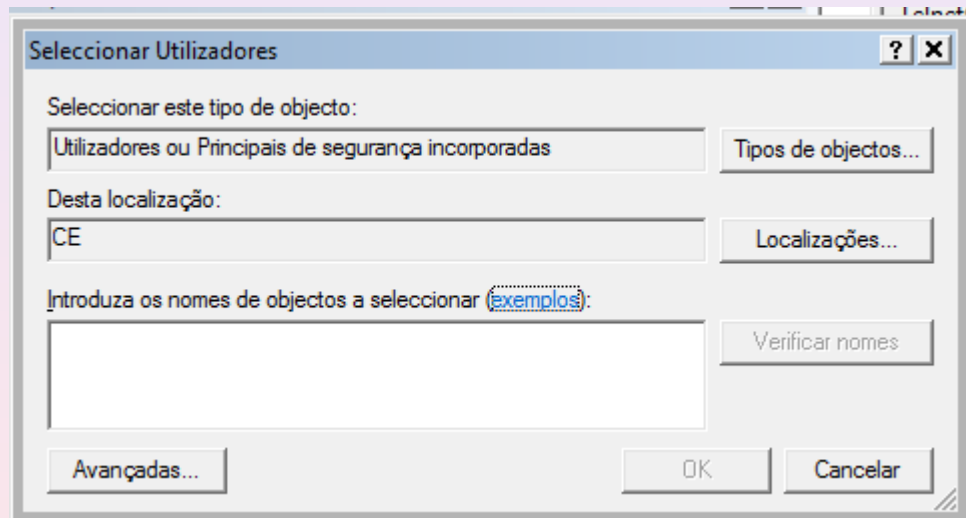 Seleccionar Utilizadores
Seleccionar este tipo de objecto:
Utilizadores ou Principais de segurança incorporadas
Tipos de objectos...
Desta localização:
CE
Localizações...
Introduza os nomes de objectos a seleccionar (exemplos):
Verificar nomes
Avançadas...
OK
Cancelar